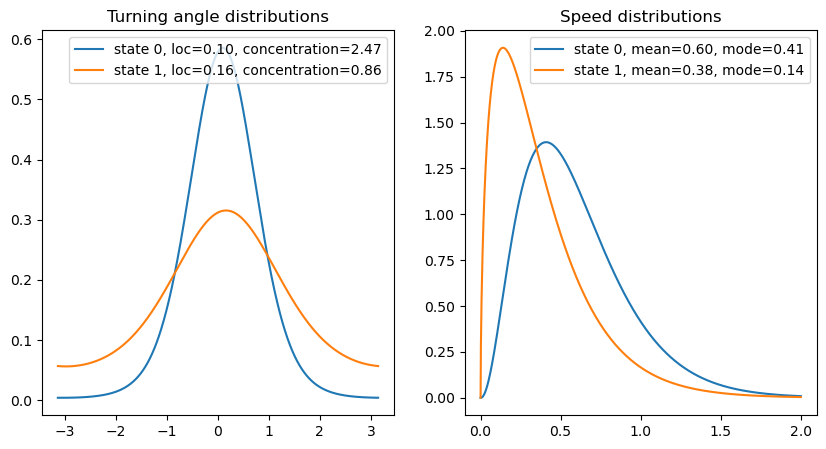 Turning angle distributions
state 0, loc=0.10, concentration=2.47
state 1, loc=0.16, concentration=0.86
0.6
0.5
0.4
0.3
0.2
0.1
0.0
−3 −2 −1 0 1 2 3
Speed distributions
state 0, mean=0.60, mode=0.41
state 1, mean=0.38, mode=0.14
2.00
1.75
1.50
1.25
1.00
0.75
0.50
0.25
0.00
0.0 0.5 1.0 1.5 2.0